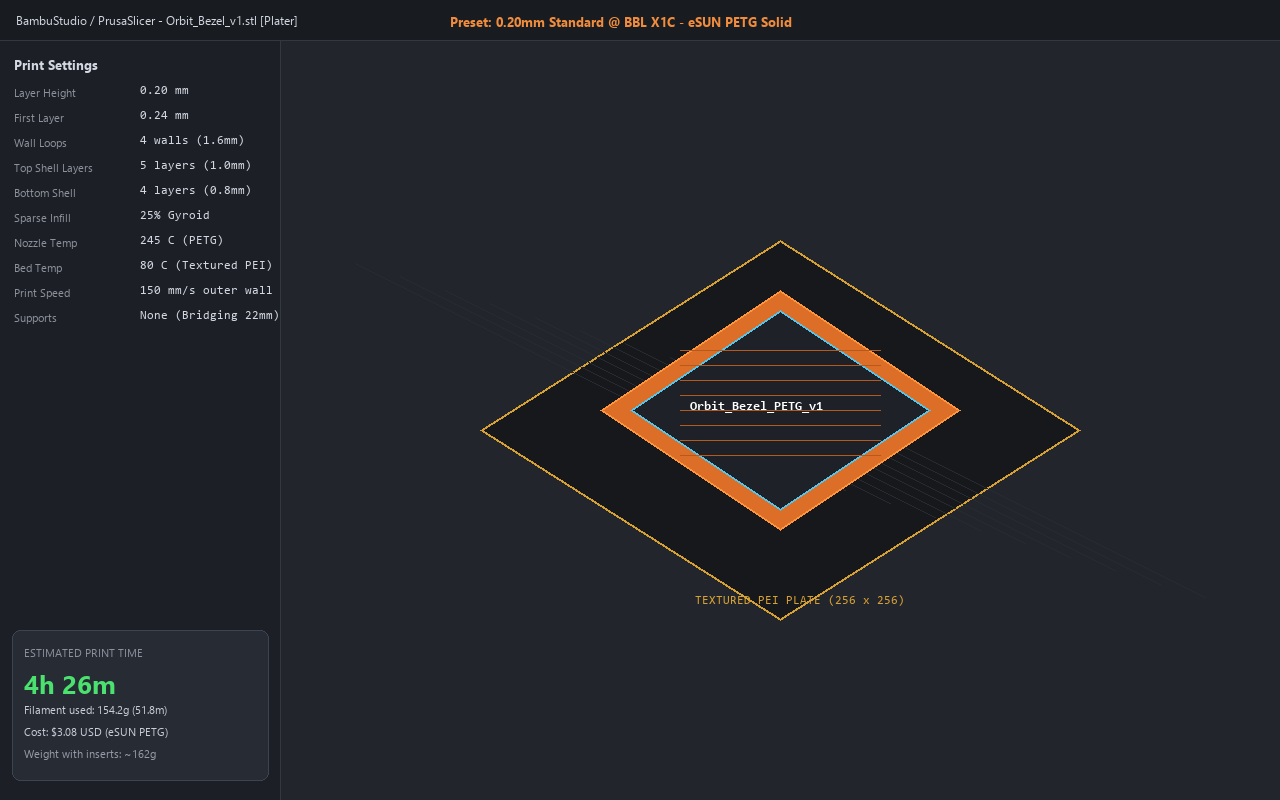 BambuStudio / PrusaSlicer - Orbit_Bezel_v1.stl [Plater]
Preset: 0.20mm Standard @ BBL X1C - eSUN PETG Solid
Print Settings
Layer Height 0.20 mm
First Layer 0.24 mm
Wall Loops 4 walls (1.6mm)
Top Shell Layers 5 layers (1.0mm)
Bottom Shell 4 layers (0.8mm)
Sparse Infill 25% Gyroid
Nozzle Temp 245 C (PETG)
Bed Temp 80 C (Textured PEI)
Print Speed 150 mm/s outer wall
Supports None (Bridging 22mm)
Orbit_Bezel_PETG_v1
TEXTURED PEI PLATE (256 x 256)
ESTIMATED PRINT TIME
4h 26m
Filament used: 154.2g (51.8m)
Cost: $3.08 USD (eSUN PETG)
Weight with inserts: ~162g